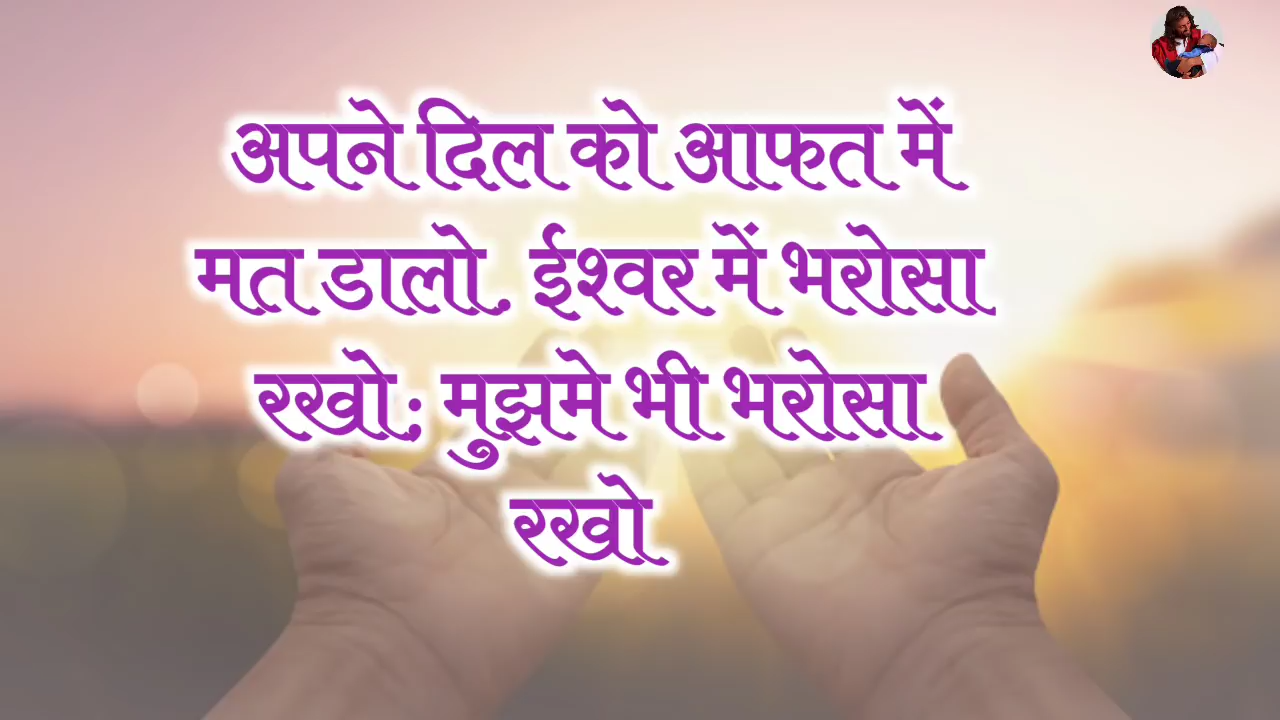 अपने दिल को आफत में
मत डालो. ईश्वर में भरोसा
रखो; मुझमे भी भरोसा
रखो